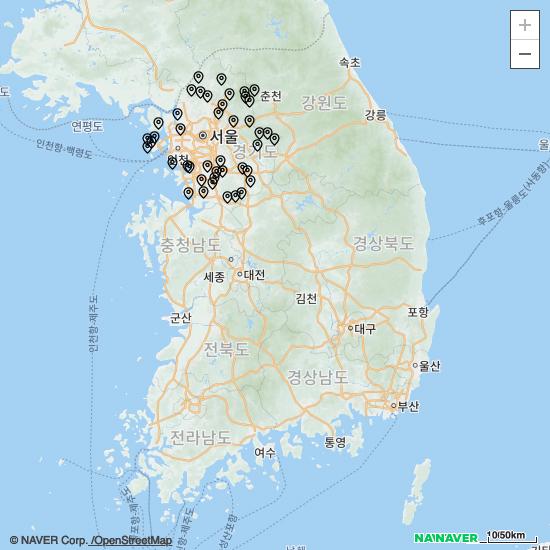 +
−
속초
춘천
강원도
강릉
연평도
인천항-백령도
서울
인천
경기도
울
후포항-울릉도(사동항)
충청남도
경상북도
세종
대전
김천
군산
포항
인천항-제주도
대구
전북도
경상남도
울산
부산
전라남도
여수
통영
성산포항
© NAVER Corp. /OpenStreetMap
NAVER
10/50km